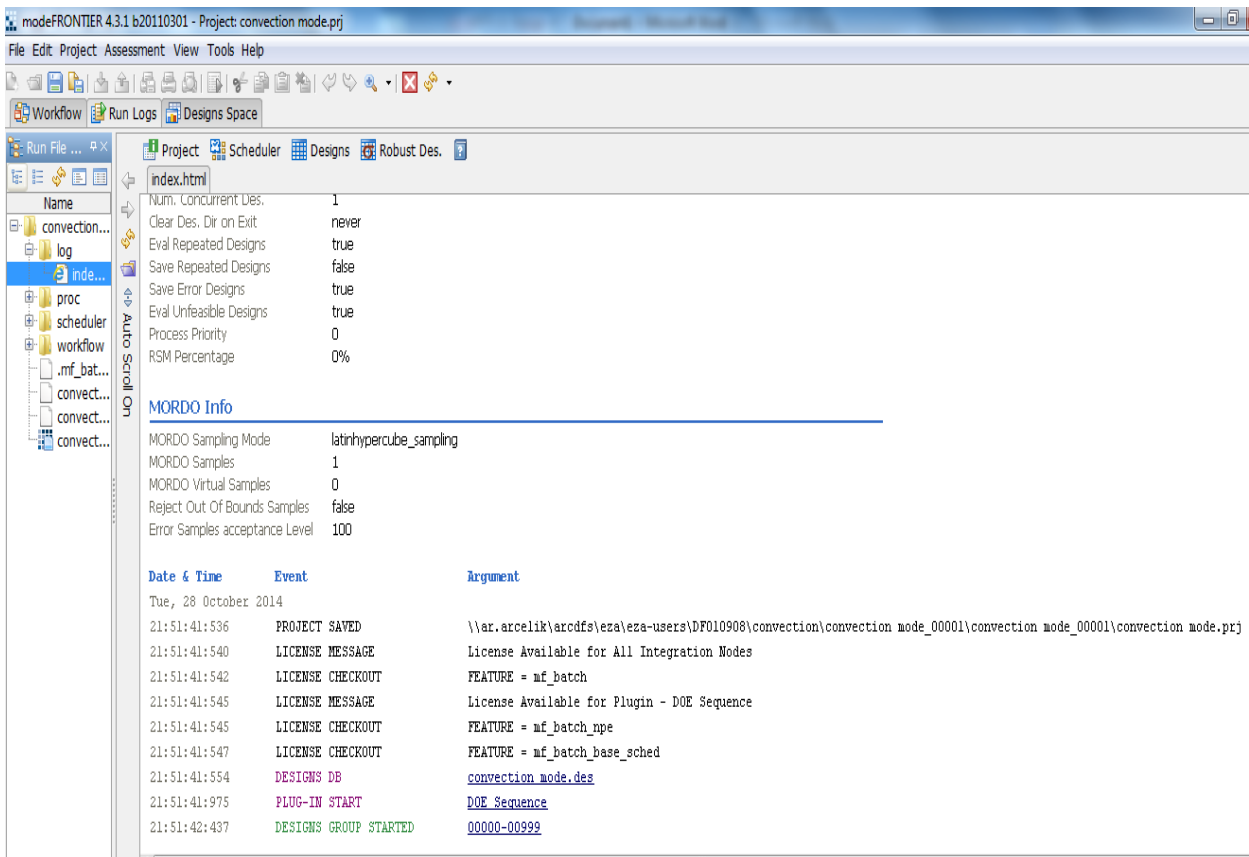 modeFRONTIER 4.3.1 b20110301 - Project: convection mode.prj
File Edit Project Assessment View Tools Help
Workflow Run Logs Designs Space
Run File ... Project Scheduler Designs Robust Des.
index.html
Name
convection...
log
inde...
proc
scheduler
workflow
.mf_bat...
convect...
convect...
convect...
Auto Scroll On
Num. Concurrent Des. 1
Clear Des. Dir on Exit never
Eval Repeated Designs true
Save Repeated Designs false
Save Error Designs true
Eval Unfeasible Designs true
Process Priority 0
RSM Percentage 0%
MORDO Info
MORDO Sampling Mode latinhypercube_sampling
MORDO Samples 1
MORDO Virtual Samples 0
Reject Out Of Bounds Samples false
Error Samples acceptance Level 100
Date & Time Event Argument
Tue, 28 October 2014
21:51:41:536 PROJECT SAVED \\ar.arcelik\arcdfs\eza\eza-users\DF010908\convection\convection mode_00001\convection mode_00001\convection mode.prj
21:51:41:540 LICENSE MESSAGE License Available for All Integration Nodes
21:51:41:542 LICENSE CHECKOUT FEATURE = mf_batch
21:51:41:545 LICENSE MESSAGE License Available for Plugin - DOE Sequence
21:51:41:545 LICENSE CHECKOUT FEATURE = mf_batch_npe
21:51:41:547 LICENSE CHECKOUT FEATURE = mf_batch_base_sched
21:51:41:554 DESIGNS DB convection mode.des
21:51:41:975 PLUG-IN START DOE Sequence
21:51:42:437 DESIGNS GROUP STARTED 00000-00999